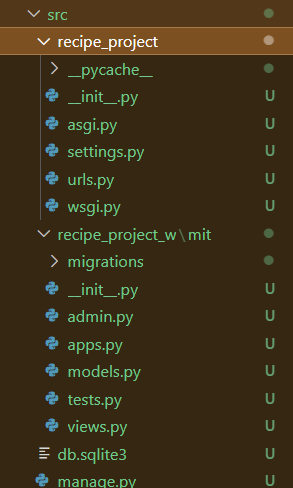 src
recipe_project
__pycache__
__init__.py U
asgi.py U
settings.py U
urls.py U
wsgi.py U
recipe_project_w\mit
migrations
__init__.py U
admin.py U
apps.py U
models.py U
tests.py U
views.py U
db.sqlite3 U
manage.py U